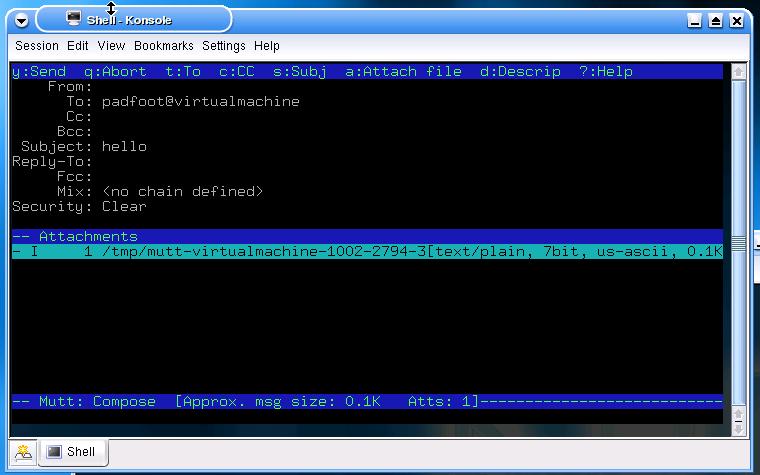 Shell - Konsole
Session Edit View Bookmarks Settings Help
y:Send q:Abort t:To c:CC s:Subj a:Attach file d:Descrip ?:Help
From:
To: padfoot@virtualmachine
Cc:
Bcc:
Subject: hello
Reply-To:
Fcc:
Mix: <no chain defined>
Security: Clear
-- Attachments
- I 1 /tmp/mutt-virtualmachine-1002-2794-3[text/plain, 7bit, us-ascii, 0.1K
-- Mutt: Compose [Approx. msg size: 0.1K Atts: 1]---------------------------
Shell